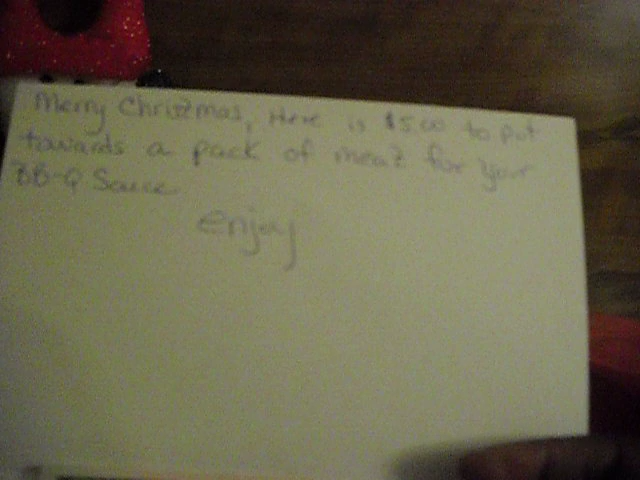 Merry Christmas, Here is $5.00 to put
towards a pack of meat for your
BB-Q Sauce
enjoy